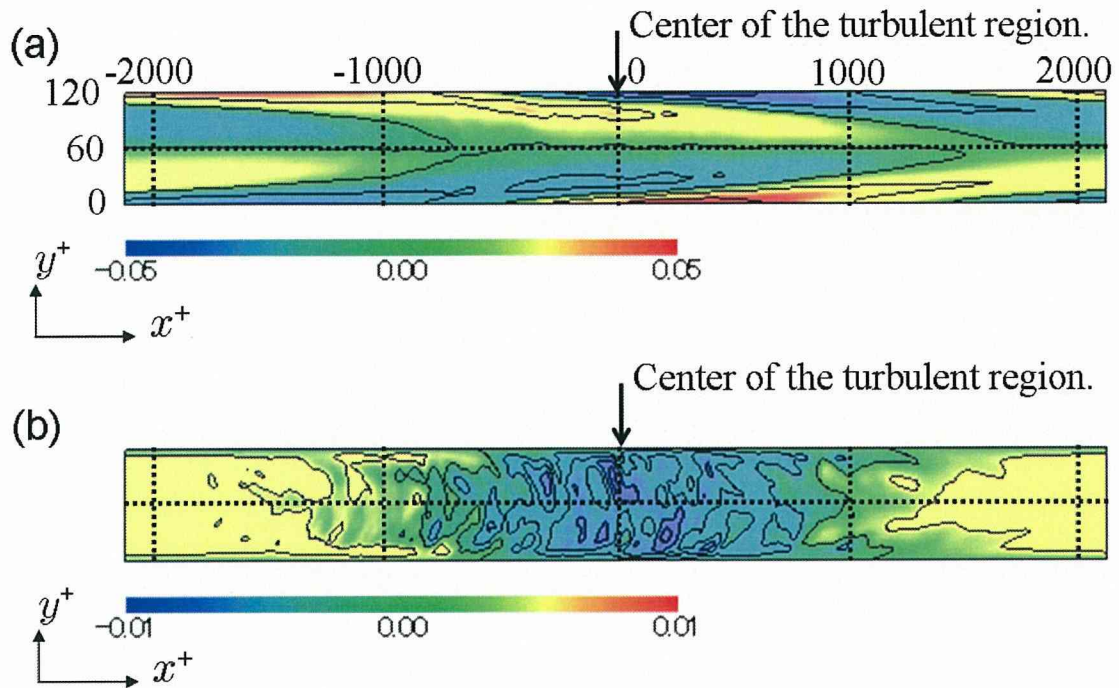 (a)
Center of the turbulent region.
-2000 -1000 0 1000 2000
120
60
0
-0.05 0.00 0.05
y+
x+
Center of the turbulent region.
(b)
-0.01 0.00 0.01
y+
x+